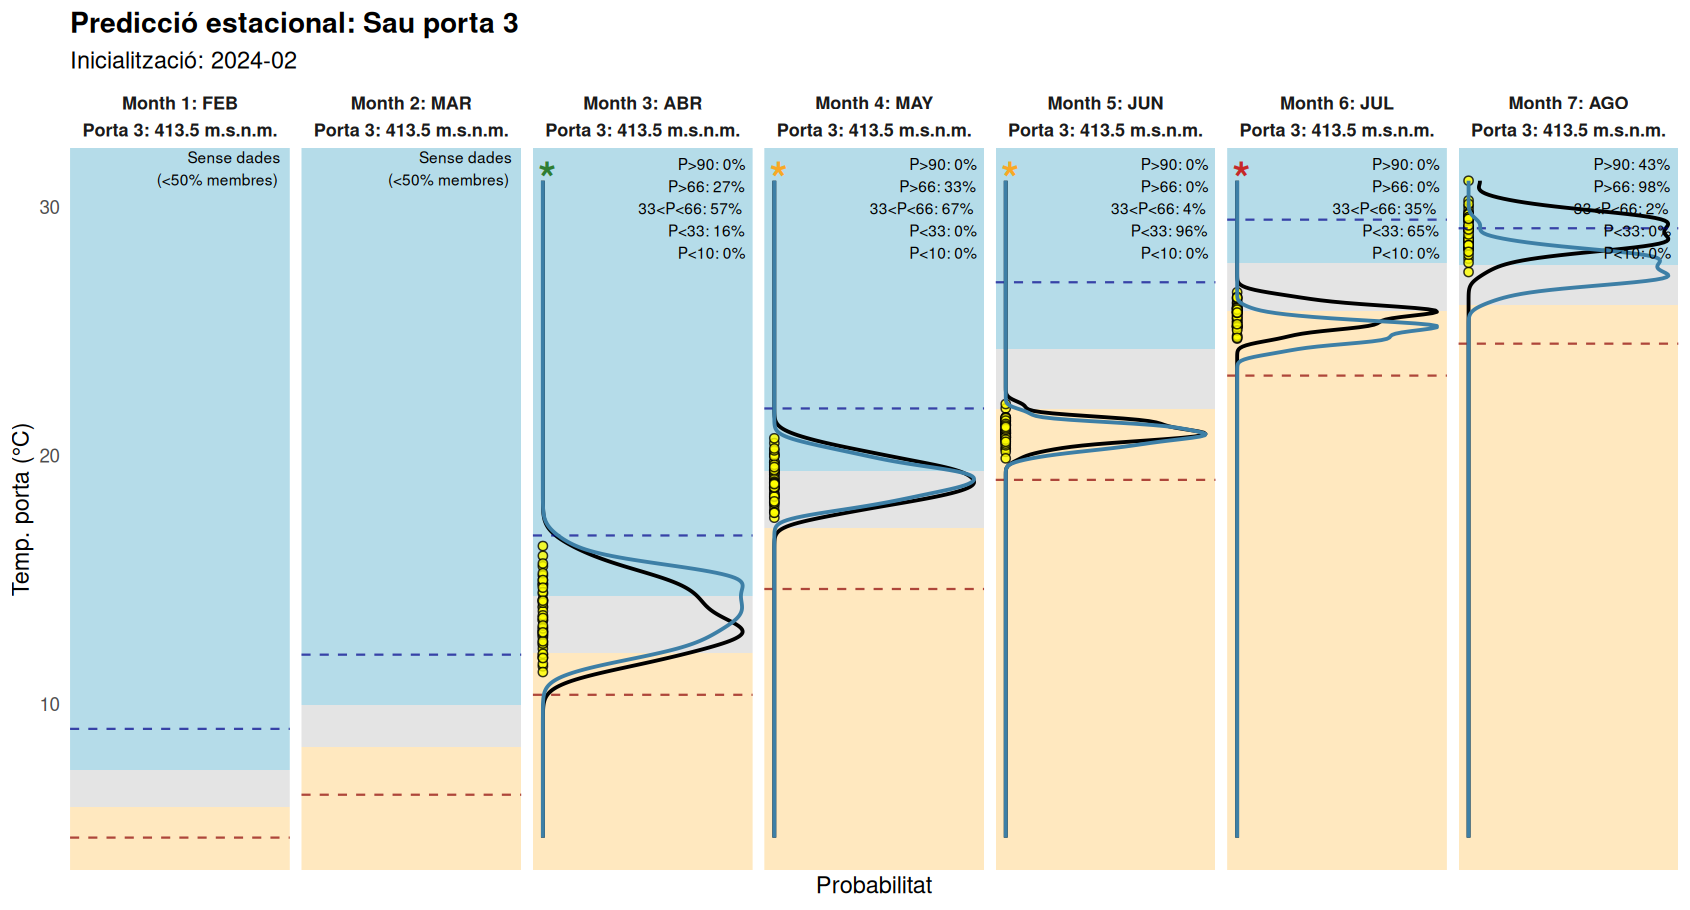 Predicció estacional: Sau porta 3
Inicialització: 2024-02
Month 1: FEB
Porta 3: 413.5 m.s.n.m.
Month 2: MAR
Porta 3: 413.5 m.s.n.m.
Month 3: ABR
Porta 3: 413.5 m.s.n.m.
Month 4: MAY
Porta 3: 413.5 m.s.n.m.
Month 5: JUN
Porta 3: 413.5 m.s.n.m.
Month 6: JUL
Porta 3: 413.5 m.s.n.m.
Month 7: AGO
Porta 3: 413.5 m.s.n.m.
Sense dades
(<50% membres)
Sense dades
(<50% membres)
*
P>90: 0%
P>66: 27%
33<P<66: 57%
P<33: 16%
P<10: 0%
*
P>90: 0%
P>66: 33%
33<P<66: 67%
P<33: 0%
P<10: 0%
*
P>90: 0%
P>66: 0%
33<P<66: 4%
P<33: 96%
P<10: 0%
*
P>90: 0%
P>66: 0%
33<P<66: 35%
P<33: 65%
P<10: 0%
P>90: 43%
P>66: 98%
33<P<66: 2%
P<33: 0%
P<10: 0%
30
20
10
Temp. porta (°C)
Probabilitat